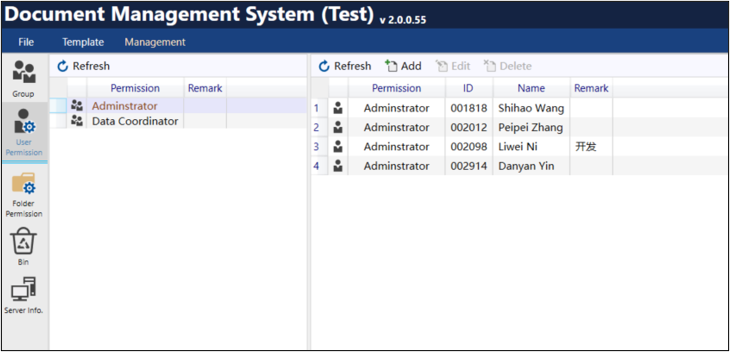 Document Management System (Test) v 2.0.0.55
File Template Management
Group
User Permission
Folder Permission
Bin
Server Info.
Refresh
Permission Remark
Adminstrator
Data Coordinator
Refresh Add Edit Delete
Permission ID Name Remark
1 Adminstrator 001818 Shihao Wang
2 Adminstrator 002012 Peipei Zhang
3 Adminstrator 002098 Liwei Ni 开发
4 Adminstrator 002914 Danyan Yin